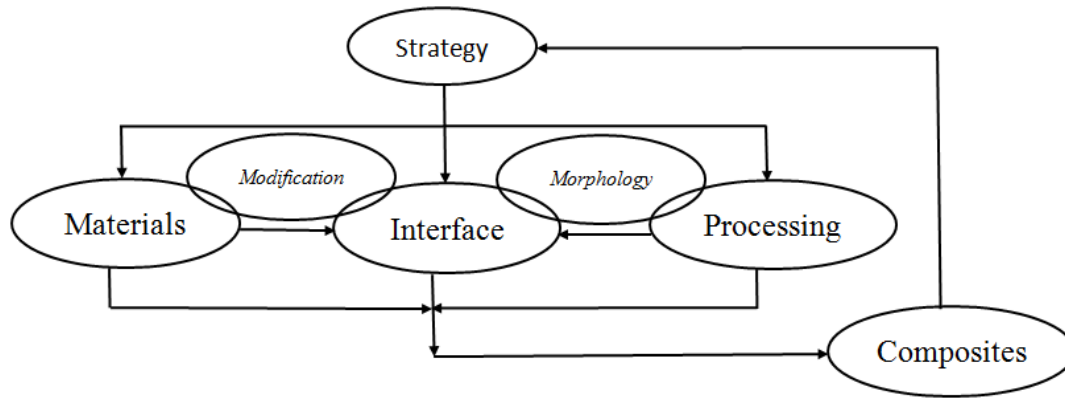 Strategy
Modification
Morphology
Materials
Interface
Processing
Composites